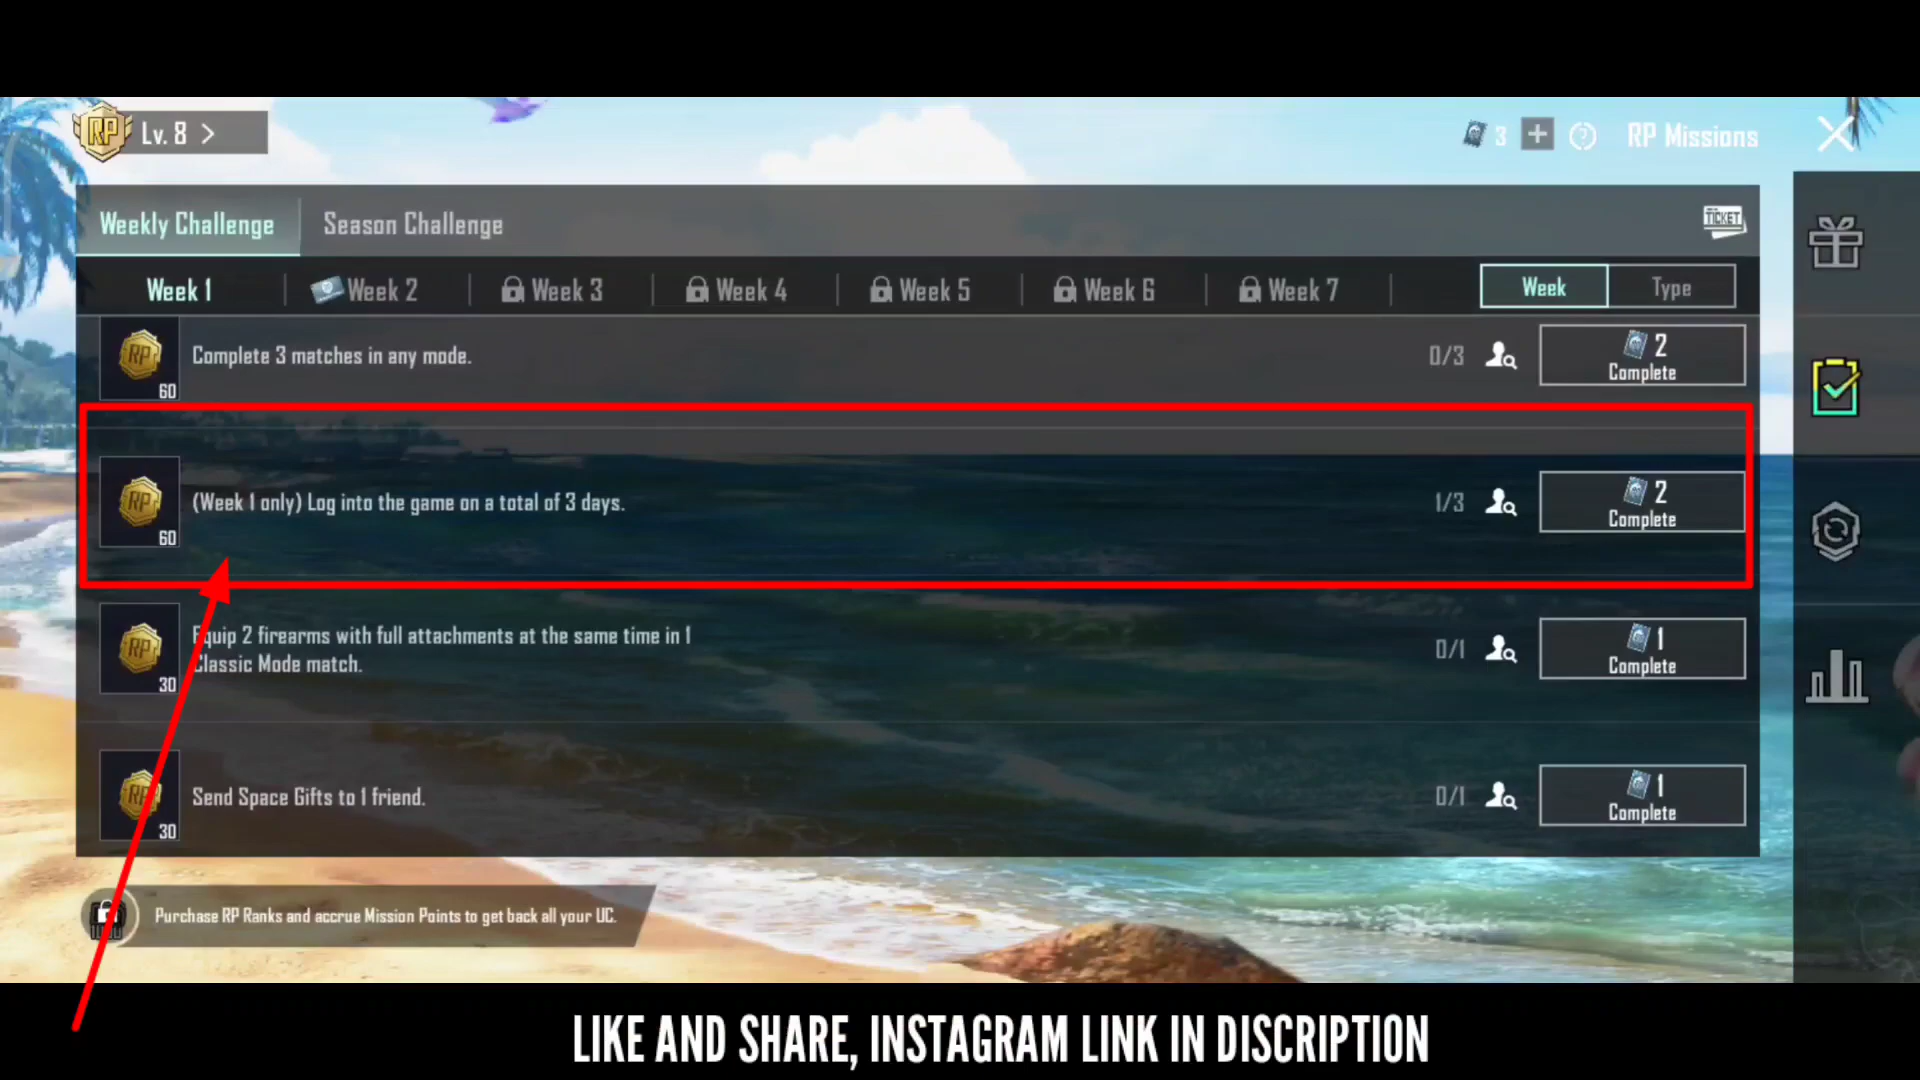 RP Lv. 8
3
RP Missions
Weekly Challenge
Season Challenge
TICKET
Week 1
Week 2
Week 3
Week 4
Week 5
Week 6
Week 7
Week
Type
RP
60
Complete 3 matches in any mode.
0/3
2
Complete
RP
60
(Week 1 only) Log into the game on a total of 3 days.
1/3
2
Complete
RP
30
Equip 2 firearms with full attachments at the same time in 1
Classic Mode match.
0/1
1
Complete
RP
30
Send Space Gifts to 1 friend.
0/1
1
Complete
Purchase RP Ranks and accrue Mission Points to get back all your UC.
LIKE AND SHARE, INSTAGRAM LINK IN DISCRIPTION